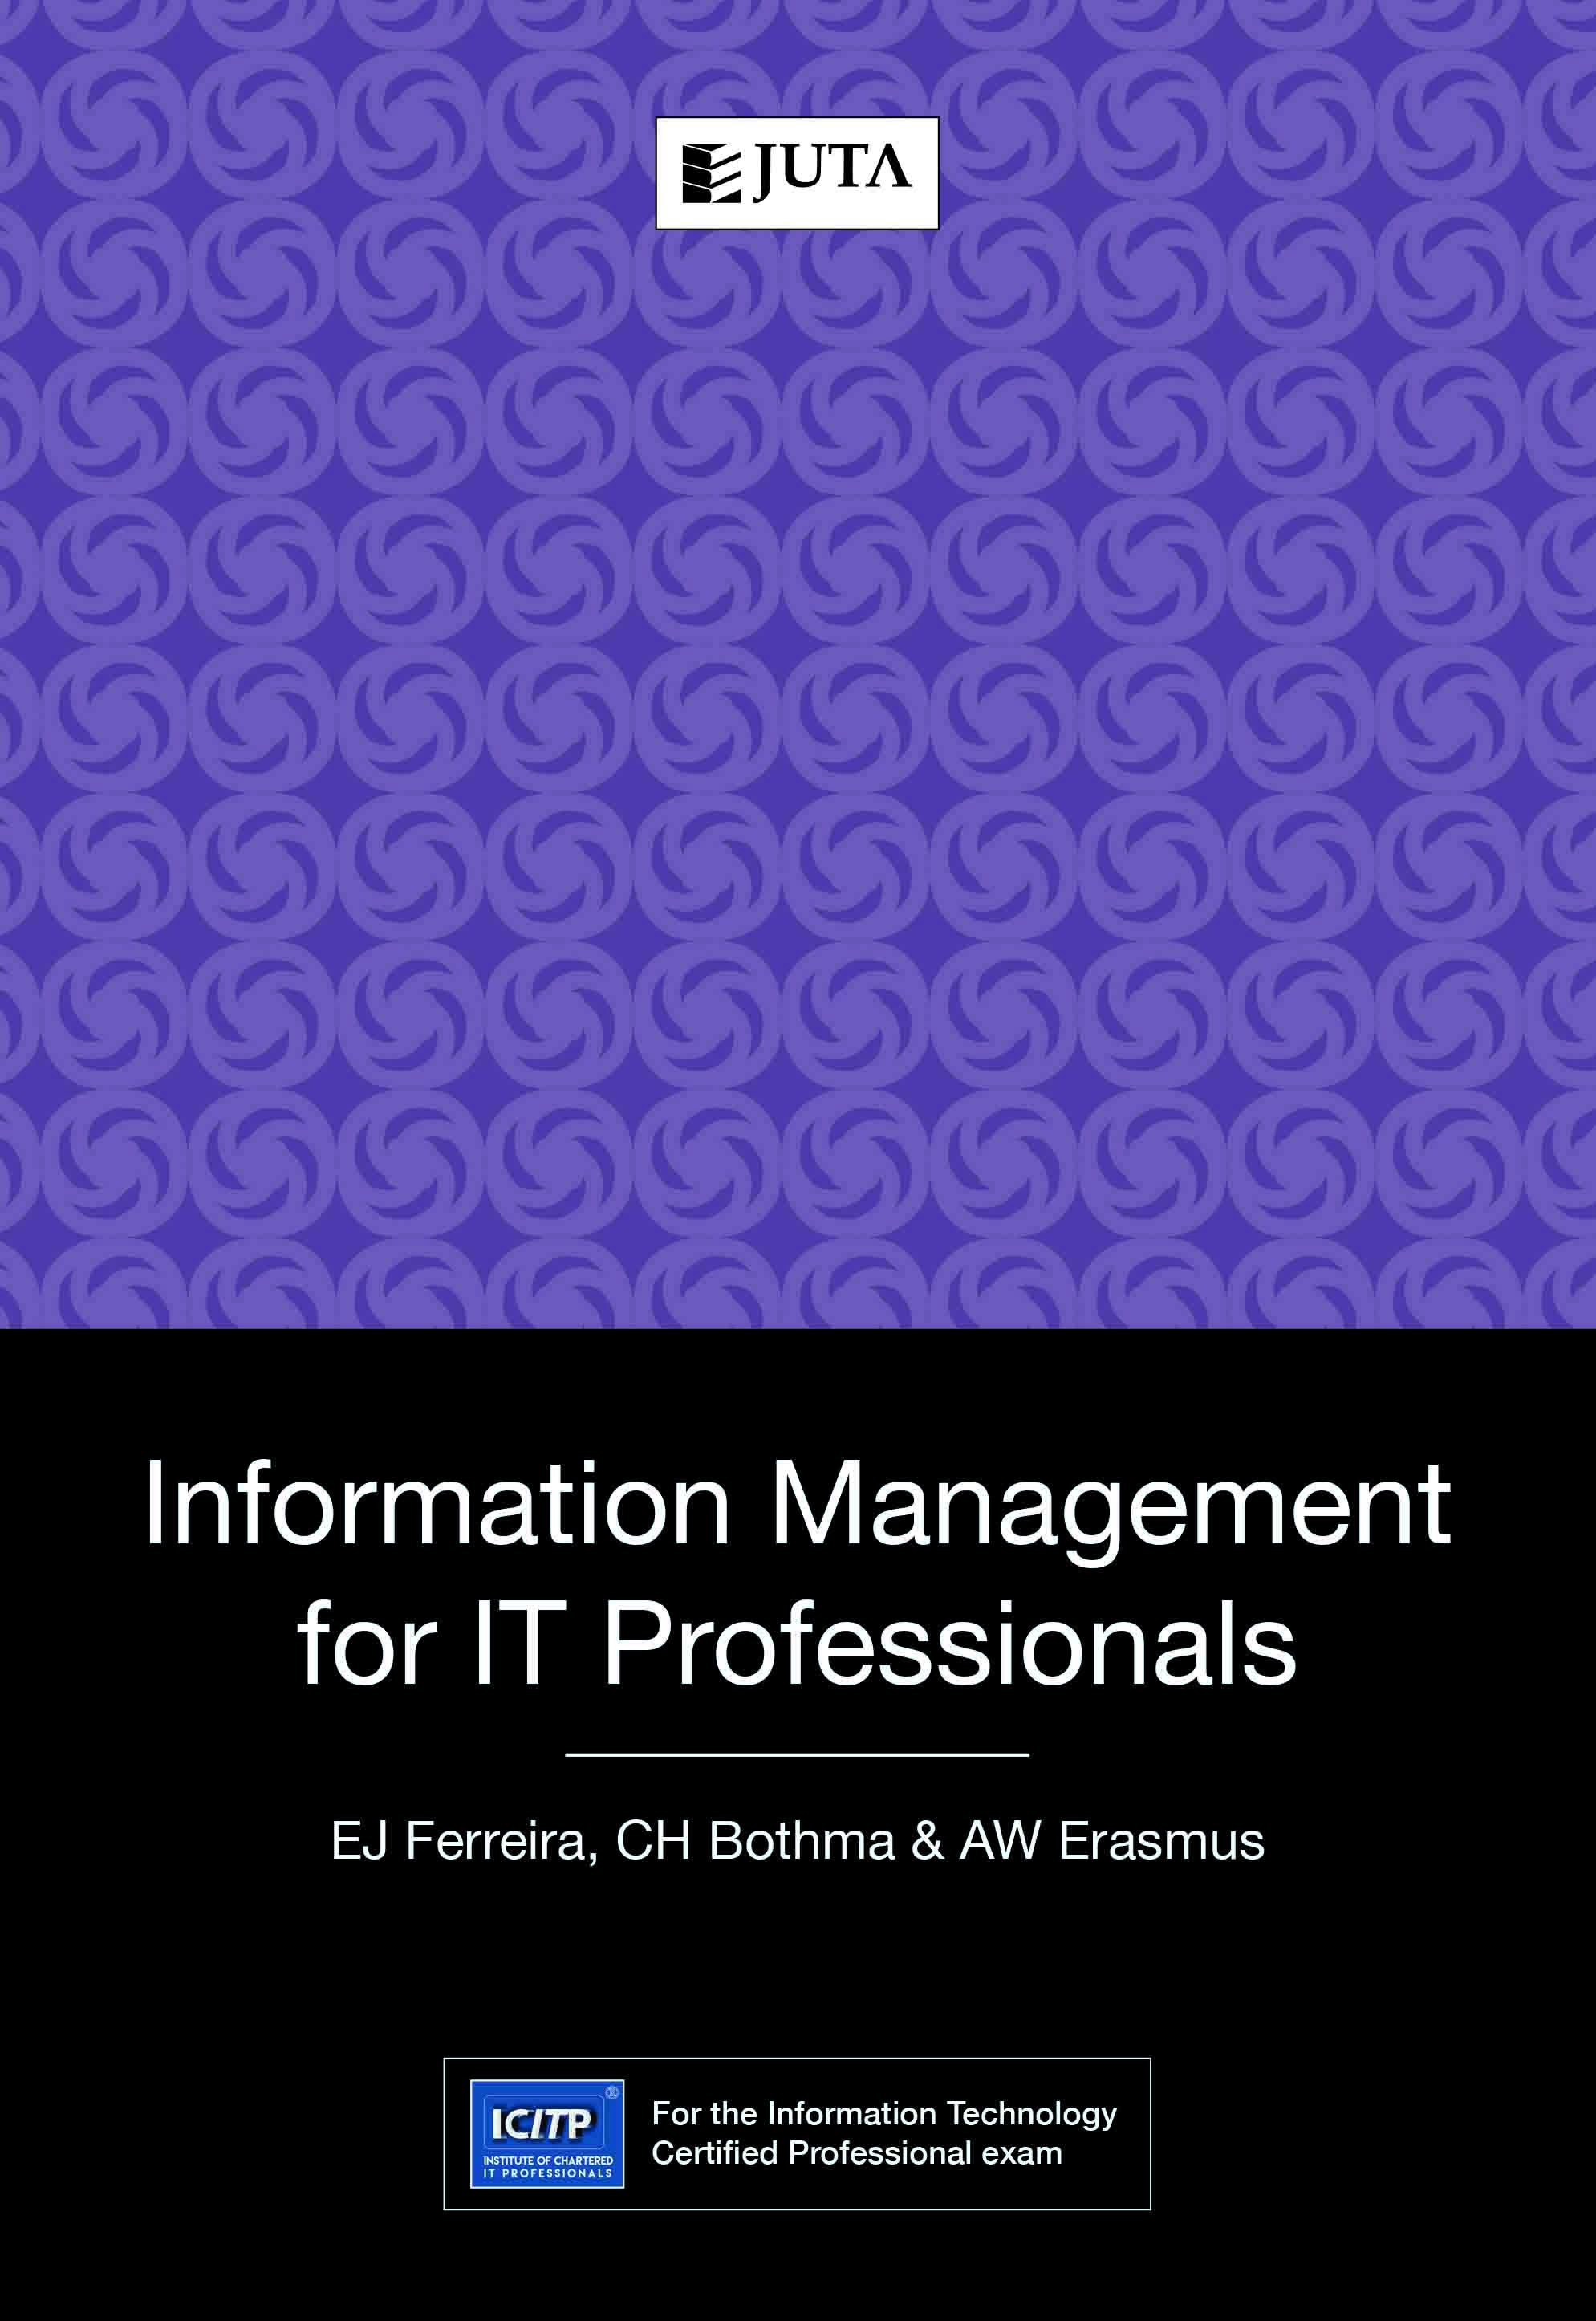 JUTA
Information Management
for IT Professionals
EJ Ferreira, CH Bothma & AW Erasmus
ICITP®
INSTITUTE OF CHARTERED
IT PROFESSIONALS
For the Information Technology
Certified Professional exam